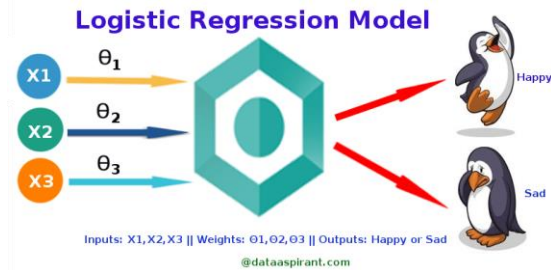 Logistic Regression Model
X1
θ1
Happy
X2
θ2
X3
θ3
Sad
Inputs: X1,X2,X3 || Weights: Θ1,Θ2,Θ3 || Outputs: Happy or Sad
@dataaspirant.com